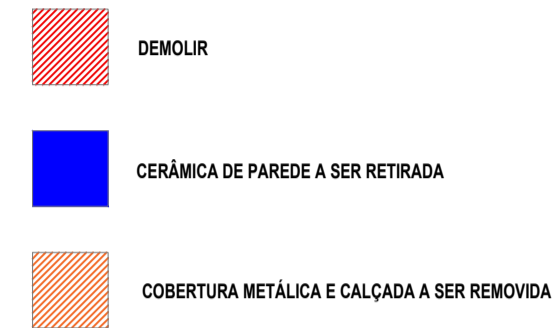 DEMOLIR
CERÂMICA DE PAREDE A SER RETIRADA
COBERTURA METÁLICA E CALÇADA A SER REMOVIDA